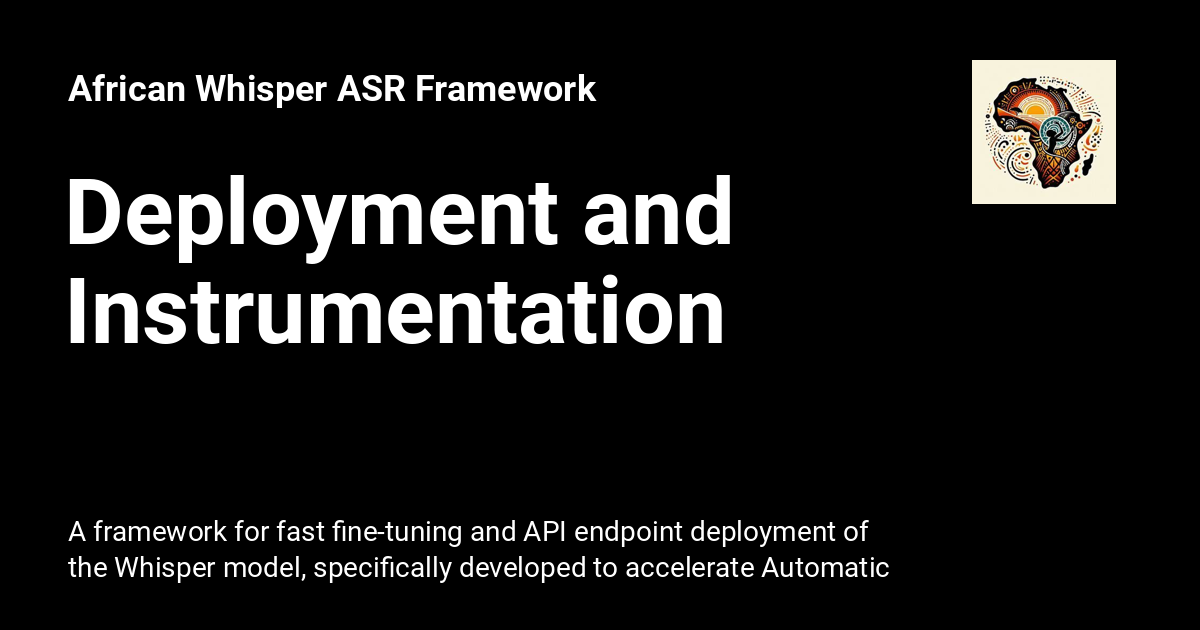 African Whisper ASR Framework
Deployment and
Instrumentation
A framework for fast fine-tuning and API endpoint deployment of
the Whisper model, specifically developed to accelerate Automatic